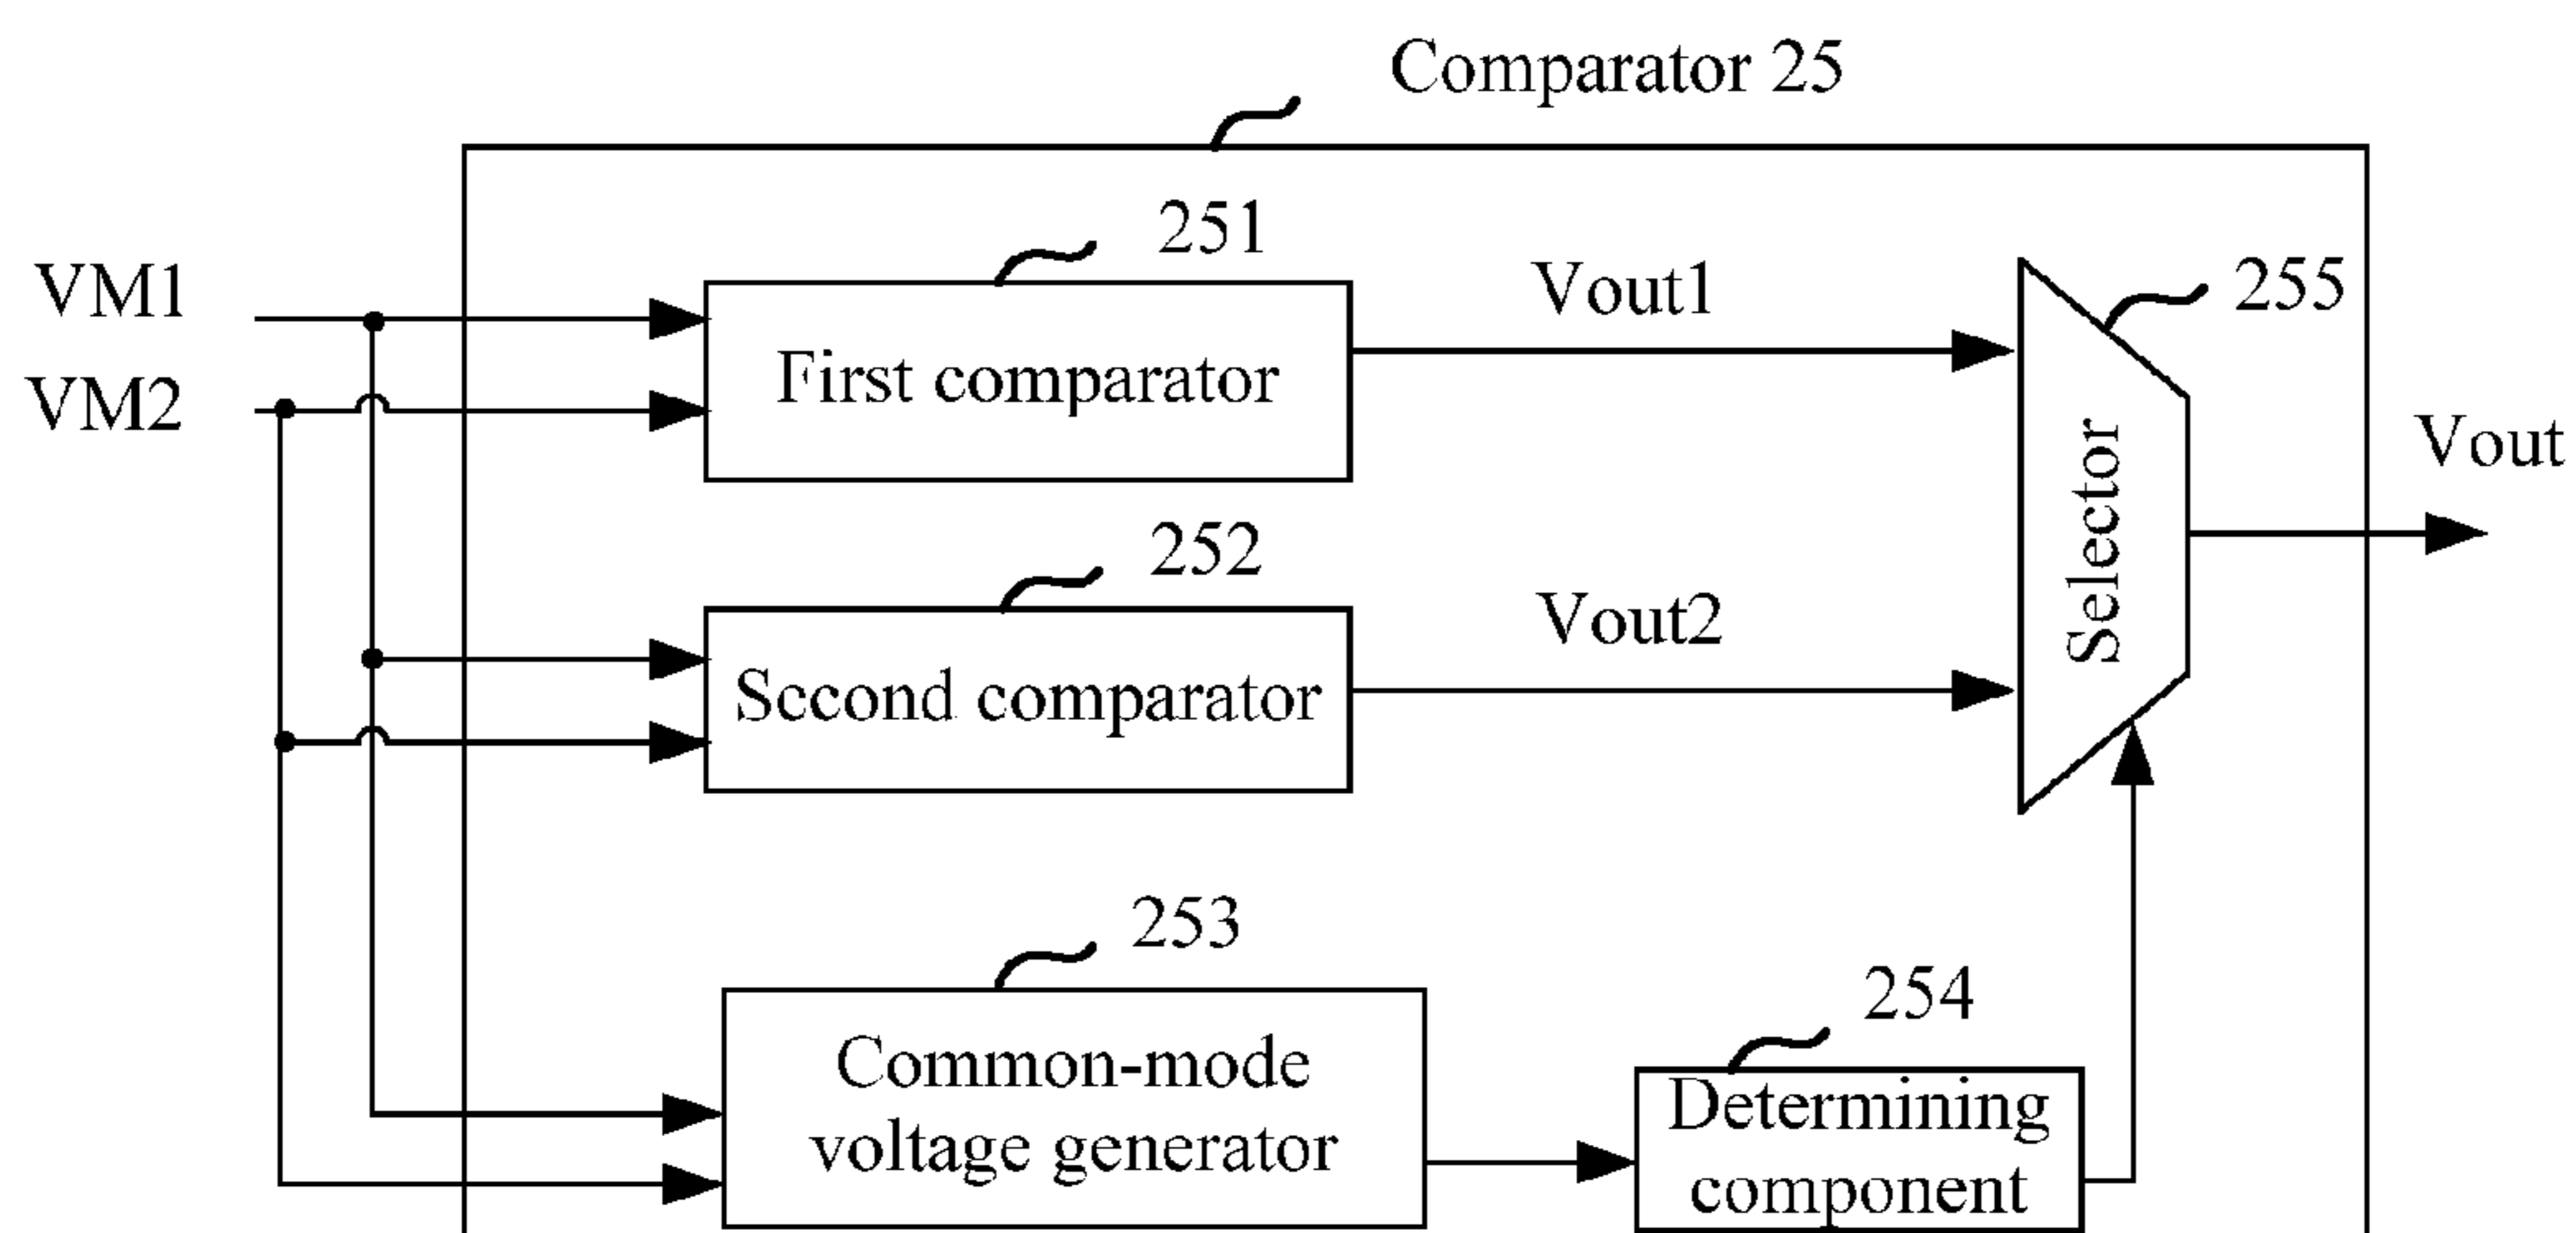 Comparator 25
251
VM1
Vout1
255
VM2
First comparator
Vout
Selector
252
Vout2
Sccond comparator
253
254
Common-mode
voltage generator
Determining
component